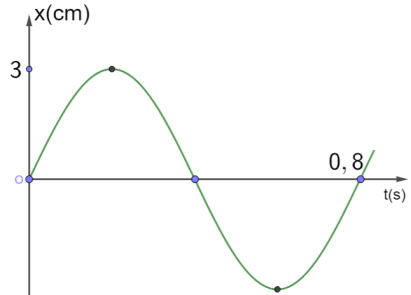 x(cm)
3
O
0, 8
t(s)